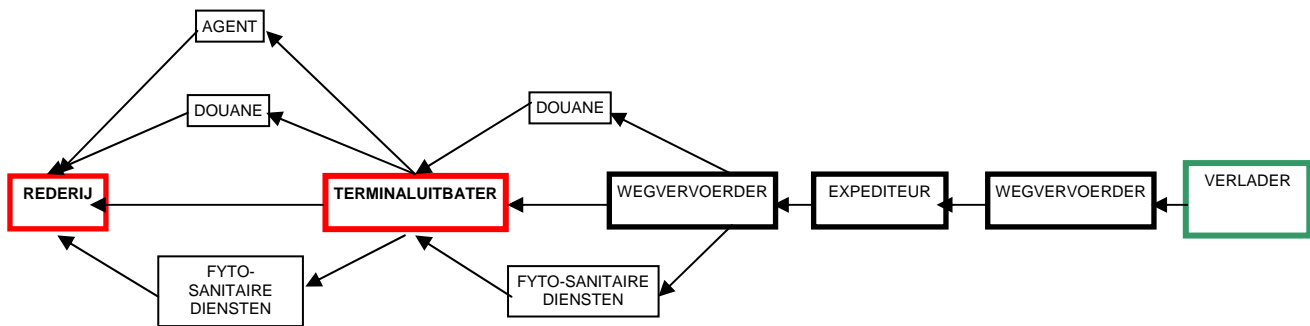 AGENT
DOUANE
DOUANE
REDERIJ
TERMINALUITBATER
WEGVERVOERDER
EXPEDITEUR
WEGVERVOERDER
VERLADER
FYTO-
SANITAIRE
DIENSTEN
FYTO-SANITAIRE
DIENSTEN